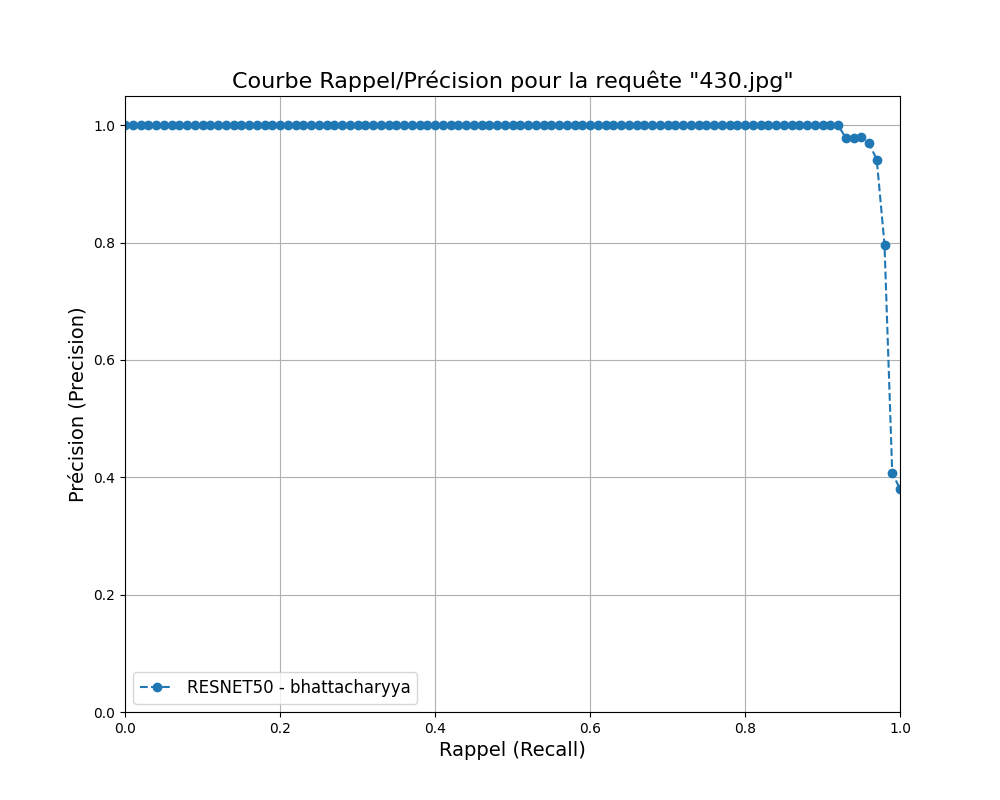 Courbe Rappel/Précision pour la requête "430.jpg"
1.0
0.8
0.6
0.4
0.2
0.0
Précision (Precision)
RESNET50 - bhattacharyya
0.0 0.2 0.4 0.6 0.8 1.0
Rappel (Recall)